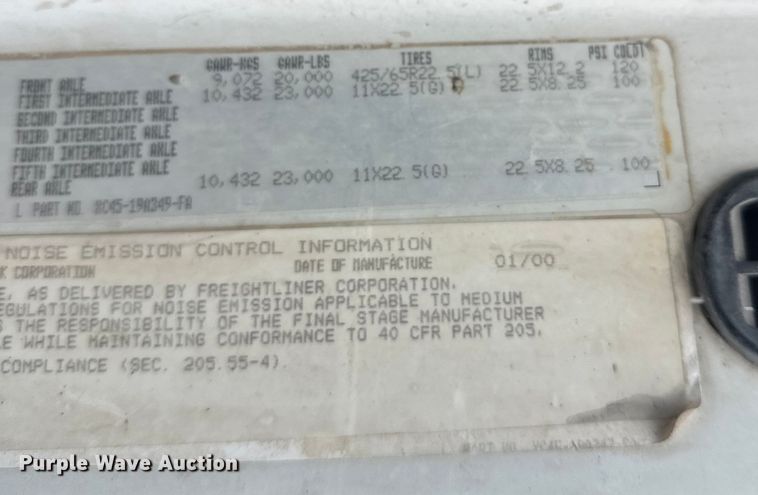 GAWR-KGS GAWR-LBS TIRES RIMS PSI COLD
FRONT AXLE 9,072 20,000 425/65R22.5(L) 22.5X12.2 120
FIRST INTERMEDIATE AXLE 10,432 23,000 11X22.5(G) 22.5X8.25 100
SECOND INTERMEDIATE AXLE
THIRD INTERMEDIATE AXLE
FOURTH INTERMEDIATE AXLE
FIFTH INTERMEDIATE AXLE
REAR AXLE 10,432 23,000 11X22.5(G) 22.5X8.25 100
L PART NO.
NOISE EMISSION CONTROL INFORMATION
K CORPORATION DATE OF MANUFACTURE 01/00
E, AS DELIVERED BY FREIGHTLINER CORPORATION,
EGULATIONS FOR NOISE EMISSION APPLICABLE TO MEDIUM
S THE RESPONSIBILITY OF THE FINAL STAGE MANUFACTURER
LE WHILE MAINTAINING CONFORMANCE TO 40 CFR PART 205.
COMPLIANCE (SEC. 205.55-4).
PART NO.
Purple Wave Auction